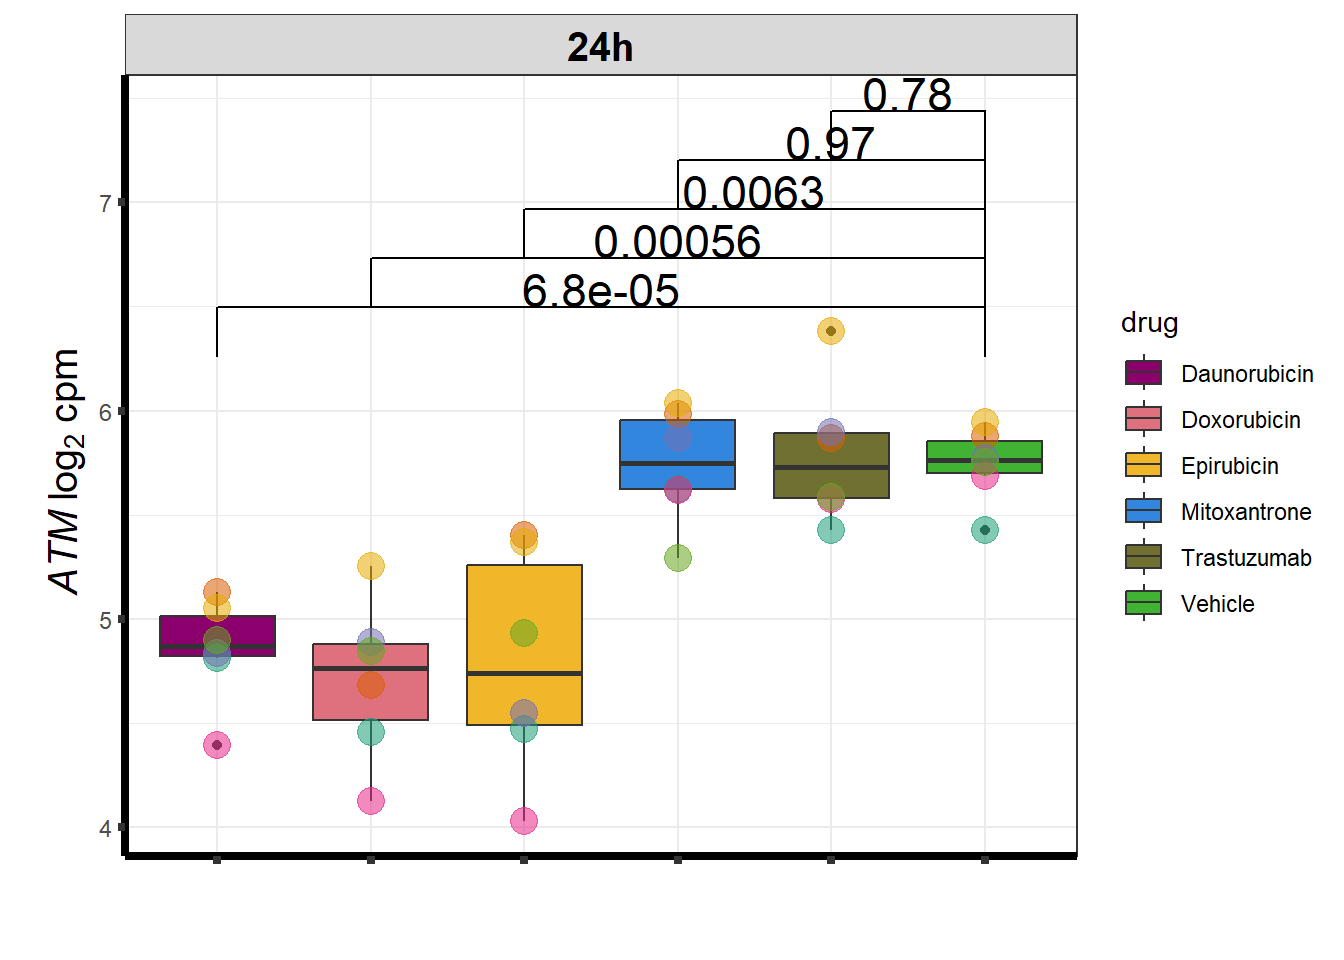 24h
0.78
0.97
0.0063
0.00056
6.8e-05
7
6
5
4
ATM log2 cpm
drug
Daunorubicin
Doxorubicin
Epirubicin
Mitoxantrone
Trastuzumab
Vehicle